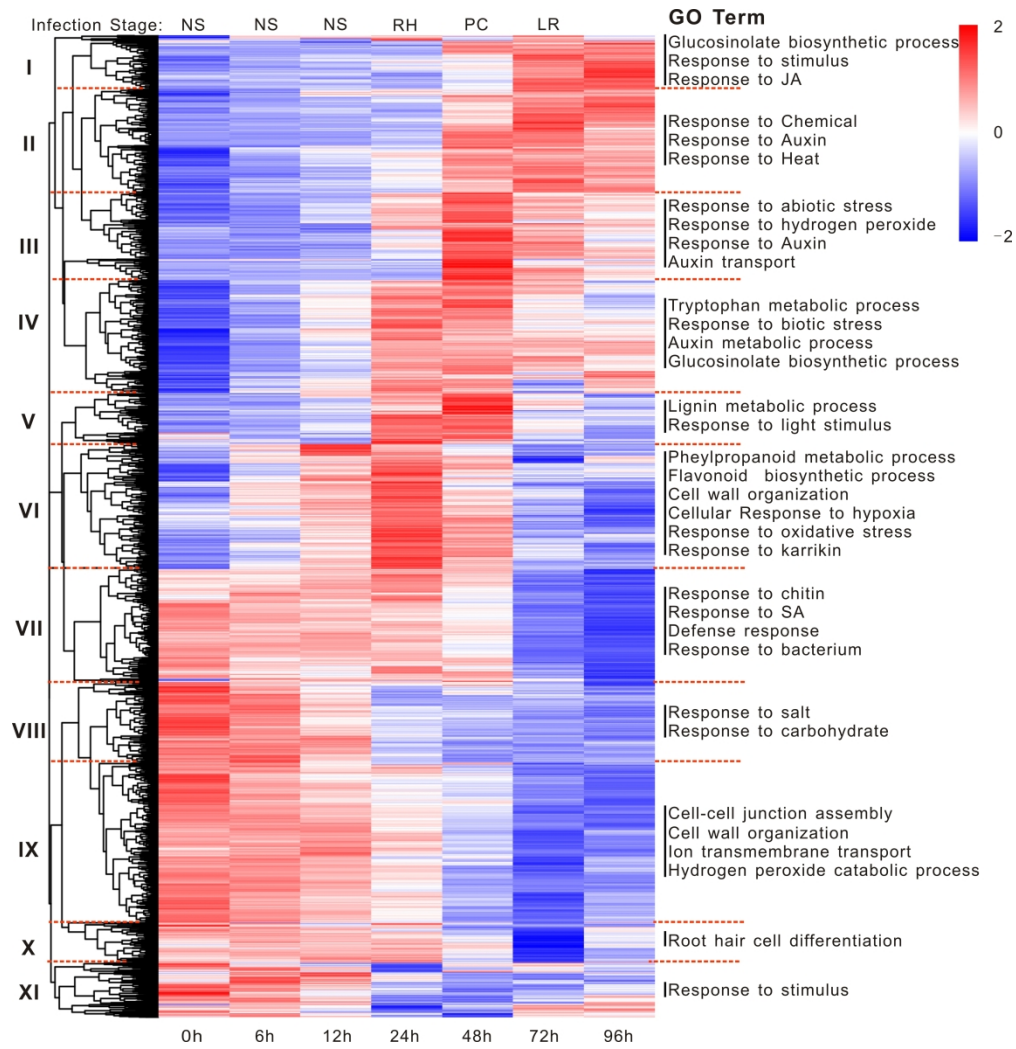 Infection Stage: NS NS NS RH PC LR
GO Term
2
0
-2
I
Glucosinolate biosynthetic process
Response to stimulus
Response to JA
II
Response to Chemical
Response to Auxin
Response to Heat
III
Response to abiotic stress
Response to hydrogen peroxide
Response to Auxin
Auxin transport
IV
Tryptophan metabolic process
Response to biotic stress
Auxin metabolic process
Glucosinolate biosynthetic process
V
Lignin metabolic process
Response to light stimulus
VI
Pheylpropanoid metabolic process
Flavonoid biosynthetic process
Cell wall organization
Cellular Response to hypoxia
Response to oxidative stress
Response to karrikin
VII
Response to chitin
Response to SA
Defense response
Response to bacterium
VIII
Response to salt
Response to carbohydrate
IX
Cell-cell junction assembly
Cell wall organization
Ion transmembrane transport
Hydrogen peroxide catabolic process
X
Root hair cell differentiation
XI
Response to stimulus
0h 6h 12h 24h 48h 72h 96h